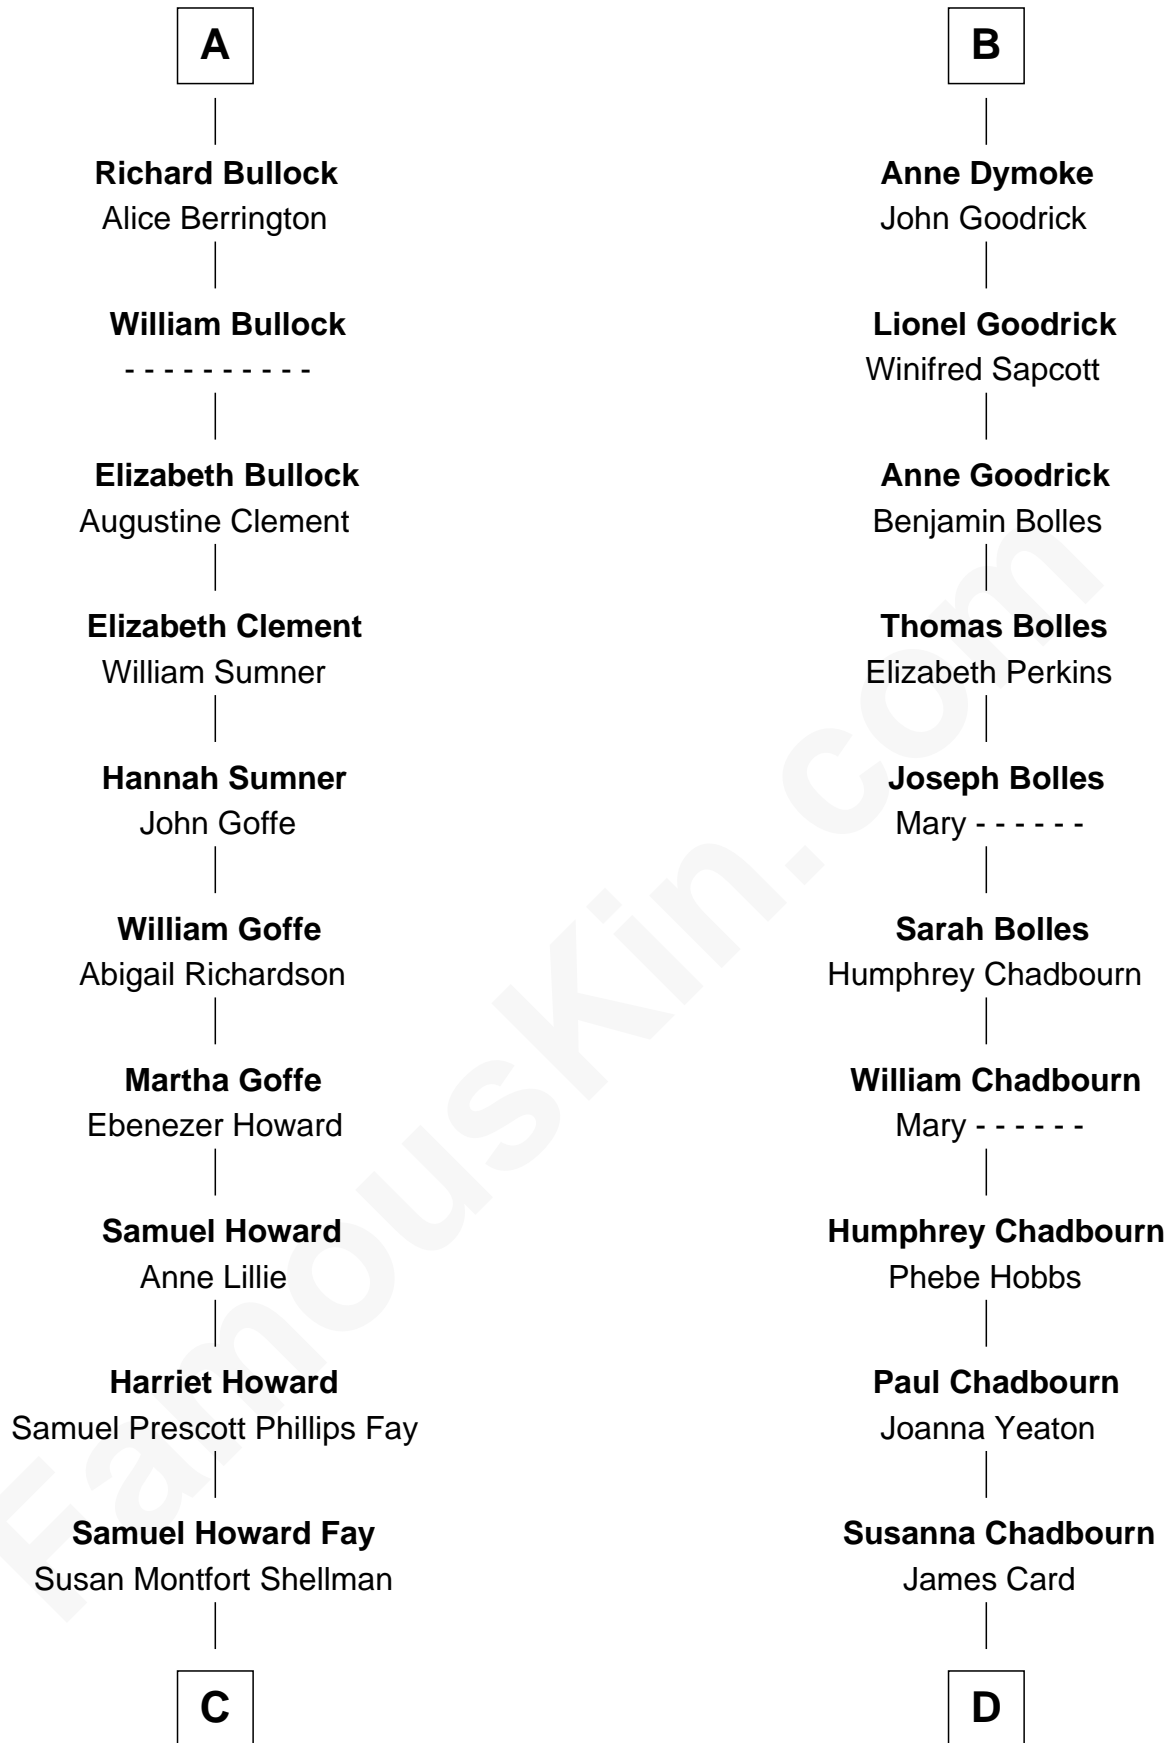 A
Richard Bullock
Alice Berrington
William Bullock
- - - - - - - - - -
Elizabeth Bullock
Augustine Clement
Elizabeth Clement
William Sumner
Hannah Sumner
John Goffe
William Goffe
Abigail Richardson
Martha Goffe
Ebenezer Howard
Samuel Howard
Anne Lillie
Harriet Howard
Samuel Prescott Phillips Fay
Samuel Howard Fay
Susan Montfort Shellman
C
B
Anne Dymoke
John Goodrick
Lionel Goodrick
Winifred Sapcott
Anne Goodrick
Benjamin Bolles
Thomas Bolles
Elizabeth Perkins
Joseph Bolles
Mary - - - - - -
Sarah Bolles
Humphrey Chadbourn
William Chadbourn
Mary - - - - - -
Humphrey Chadbourn
Phebe Hobbs
Paul Chadbourn
Joanna Yeaton
Susanna Chadbourn
James Card
D
FamousKin.com